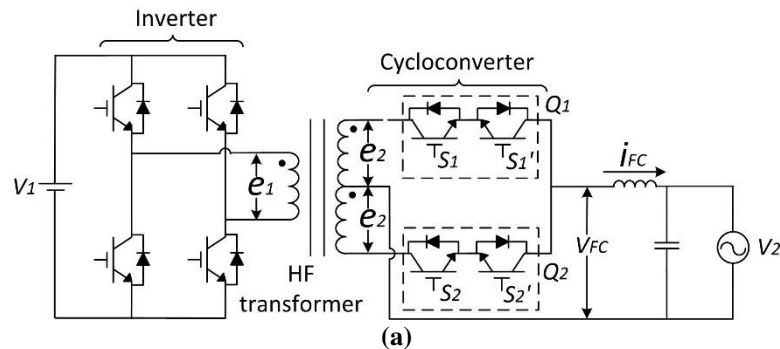 Inverter
Cycloconverter
Q1
S1
S1'
e2
iFC
V1
e1
e2
VFC
V2
Q2
S2
S2'
HF
transformer
(a)